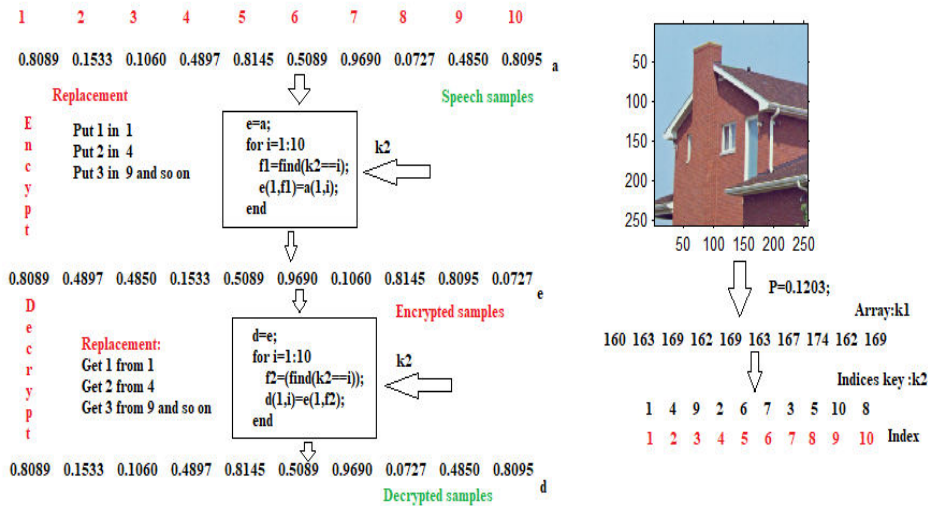 1 2 3 4 5 6 7 8 9 10
0.8089 0.1533 0.1060 0.4897 0.8145 0.5089 0.9690 0.0727 0.4850 0.8095 a
Replacement
Speech samples
Encypt
Put 1 in 1
Put 2 in 4
Put 3 in 9 and so on
e=a;
for i=1:10
f1=find(k2==i);
e(1,f1)=a(1,i);
end
k2
0.8089 0.4897 0.4850 0.1533 0.5089 0.9690 0.1060 0.8145 0.8095 0.0727 e
Encrypted samples
Decrypt
Replacement:
Get 1 from 1
Get 2 from 4
Get 3 from 9 and so on
d=e;
for i=1:10
f2=(find(k2==i));
d(1,i)=e(1,f2);
end
k2
0.8089 0.1533 0.1060 0.4897 0.8145 0.5089 0.9690 0.0727 0.4850 0.8095 d
Decrypted samples
0
50
100
150
200
250
50 100 150 200 250
P=0.1203;
Array:k1
160 163 169 162 169 163 167 174 162 169
Indices key :k2
1 4 9 2 6 7 3 5 10 8
1 2 3 4 5 6 7 8 9 10 Index